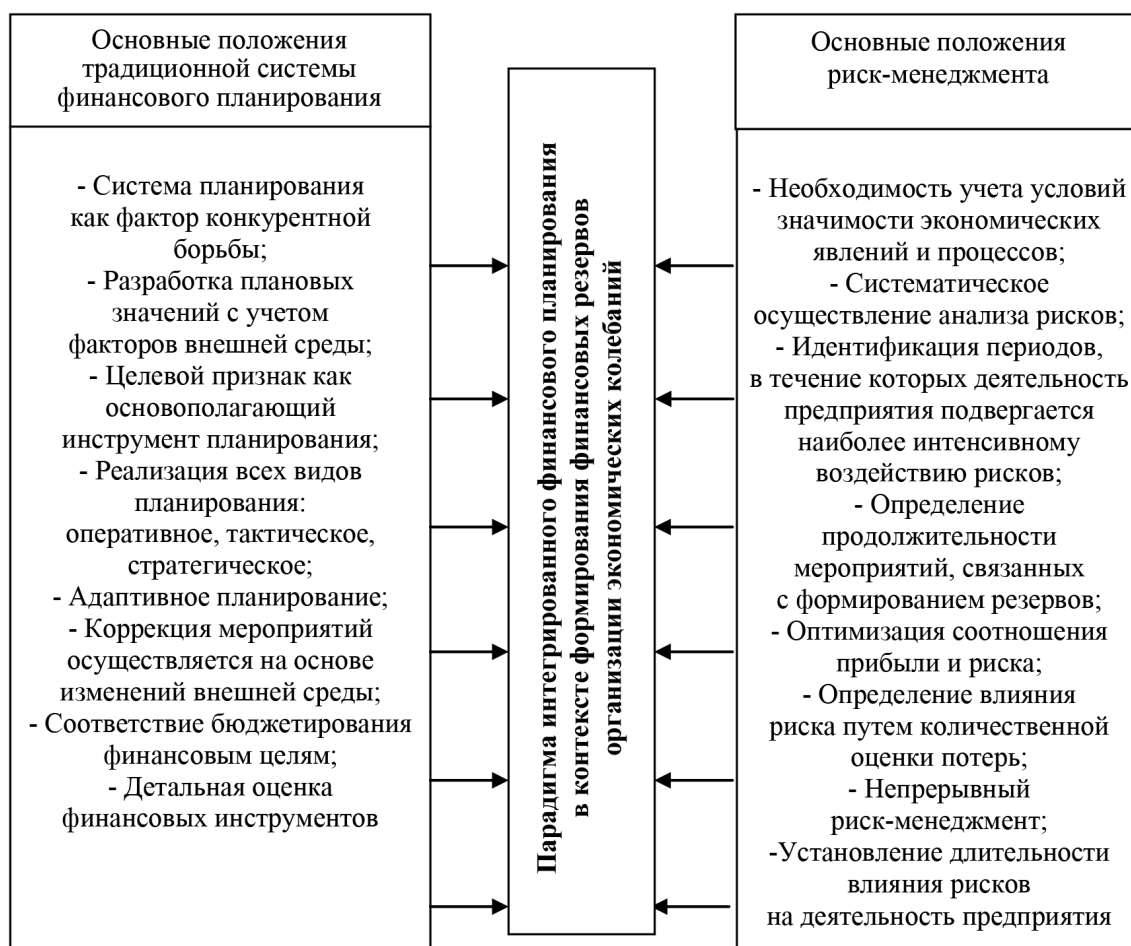 Основные положения
традиционной системы
финансового планирования
- Система планирования
как фактор конкурентной
борьбы;
- Разработка плановых
значений с учетом
факторов внешней среды;
- Целевой признак как
основополагающий
инструмент планирования;
- Реализация всех видов
планирования:
оперативное, тактическое,
стратегическое;
- Адаптивное планирование;
- Коррекция мероприятий
осуществляется на основе
изменений внешней среды;
- Соответствие бюджетирования
финансовым целям;
- Детальная оценка
финансовых инструментов
Парадигма интегрированного финансового планирования
в контексте формирования финансовых резервов
организации экономических колебаний
Основные положения
риск-менеджмента
- Необходимость учета условий
значимости экономических
явлений и процессов;
- Систематическое
осуществление анализа рисков;
- Идентификация периодов,
в течение которых деятельность
предприятия подвергается
наиболее интенсивному
воздействию рисков;
- Определение
продолжительности
мероприятий, связанных
с формированием резервов;
- Оптимизация соотношения
прибыли и риска;
- Определение влияния
риска путем количественной
оценки потерь;
- Непрерывный
риск-менеджмент;
-Установление длительности
влияния рисков
на деятельность предприятия